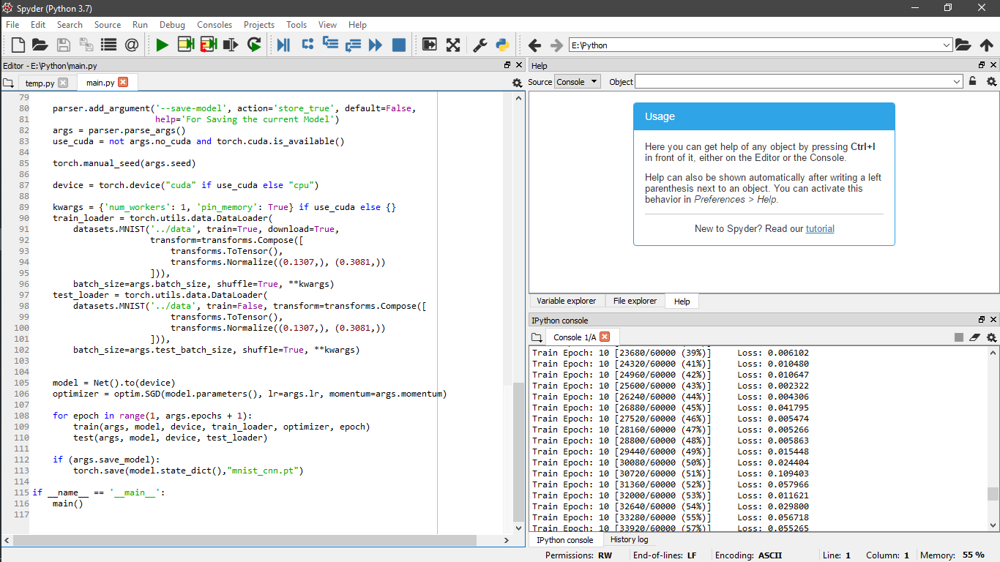 Spyder (Python 3.7)
File Edit Search Source Run Debug Consoles Projects Tools View Help
E:\Python
Editor - E:\Python\main.py
temp.py main.py
79
80 parser.add_argument('--save-model', action='store_true', default=False,
81 help='For Saving the current Model')
82 args = parser.parse_args()
83 use_cuda = not args.no_cuda and torch.cuda.is_available()
84
85 torch.manual_seed(args.seed)
86
87 device = torch.device("cuda" if use_cuda else "cpu")
88
89 kwargs = {'num_workers': 1, 'pin_memory': True} if use_cuda else {}
90 train_loader = torch.utils.data.DataLoader(
91 datasets.MNIST('../data', train=True, download=True,
92 transform=transforms.Compose([
93 transforms.ToTensor(),
94 transforms.Normalize((0.1307,), (0.3081,))
95 ])),
96 batch_size=args.batch_size, shuffle=True, **kwargs)
97 test_loader = torch.utils.data.DataLoader(
98 datasets.MNIST('../data', train=False, transform=transforms.Compose([
99 transforms.ToTensor(),
100 transforms.Normalize((0.1307,), (0.3081,))
101 ])),
102 batch_size=args.test_batch_size, shuffle=True, **kwargs)
103
104
105 model = Net().to(device)
106 optimizer = optim.SGD(model.parameters(), lr=args.lr, momentum=args.momentum)
107
108 for epoch in range(1, args.epochs + 1):
109 train(args, model, device, train_loader, optimizer, epoch)
110 test(args, model, device, test_loader)
111
112 if (args.save_model):
113 torch.save(model.state_dict(),"mnist_cnn.pt")
114
115 if __name__ == '__main__':
116 main()
117
Help
Source Console Object
Usage
Here you can get help of any object by pressing Ctrl+I
in front of it, either on the Editor or the Console.
Help can also be shown automatically after writing a left
parenthesis next to an object. You can activate this
behavior in Preferences > Help.
New to Spyder? Read our tutorial
Variable explorer File explorer Help
IPython console
Console 1/A
Train Epoch: 10 [23680/60000 (39%)] Loss: 0.006102
Train Epoch: 10 [24320/60000 (41%)] Loss: 0.010480
Train Epoch: 10 [24960/60000 (42%)] Loss: 0.010647
Train Epoch: 10 [25600/60000 (43%)] Loss: 0.002322
Train Epoch: 10 [26240/60000 (44%)] Loss: 0.004306
Train Epoch: 10 [26880/60000 (45%)] Loss: 0.041795
Train Epoch: 10 [27520/60000 (46%)] Loss: 0.005474
Train Epoch: 10 [28160/60000 (47%)] Loss: 0.005266
Train Epoch: 10 [28800/60000 (48%)] Loss: 0.005863
Train Epoch: 10 [29440/60000 (49%)] Loss: 0.015448
Train Epoch: 10 [30080/60000 (50%)] Loss: 0.024404
Train Epoch: 10 [30720/60000 (51%)] Loss: 0.109403
Train Epoch: 10 [31360/60000 (52%)] Loss: 0.057966
Train Epoch: 10 [32000/60000 (53%)] Loss: 0.011621
Train Epoch: 10 [32640/60000 (54%)] Loss: 0.029800
Train Epoch: 10 [33280/60000 (55%)] Loss: 0.056718
Train Epoch: 10 [33920/60000 (57%)] Loss: 0.055265
IPython console History log
Permissions: RW End-of-lines: LF Encoding: ASCII Line: 1 Column: 1 Memory: 55 %